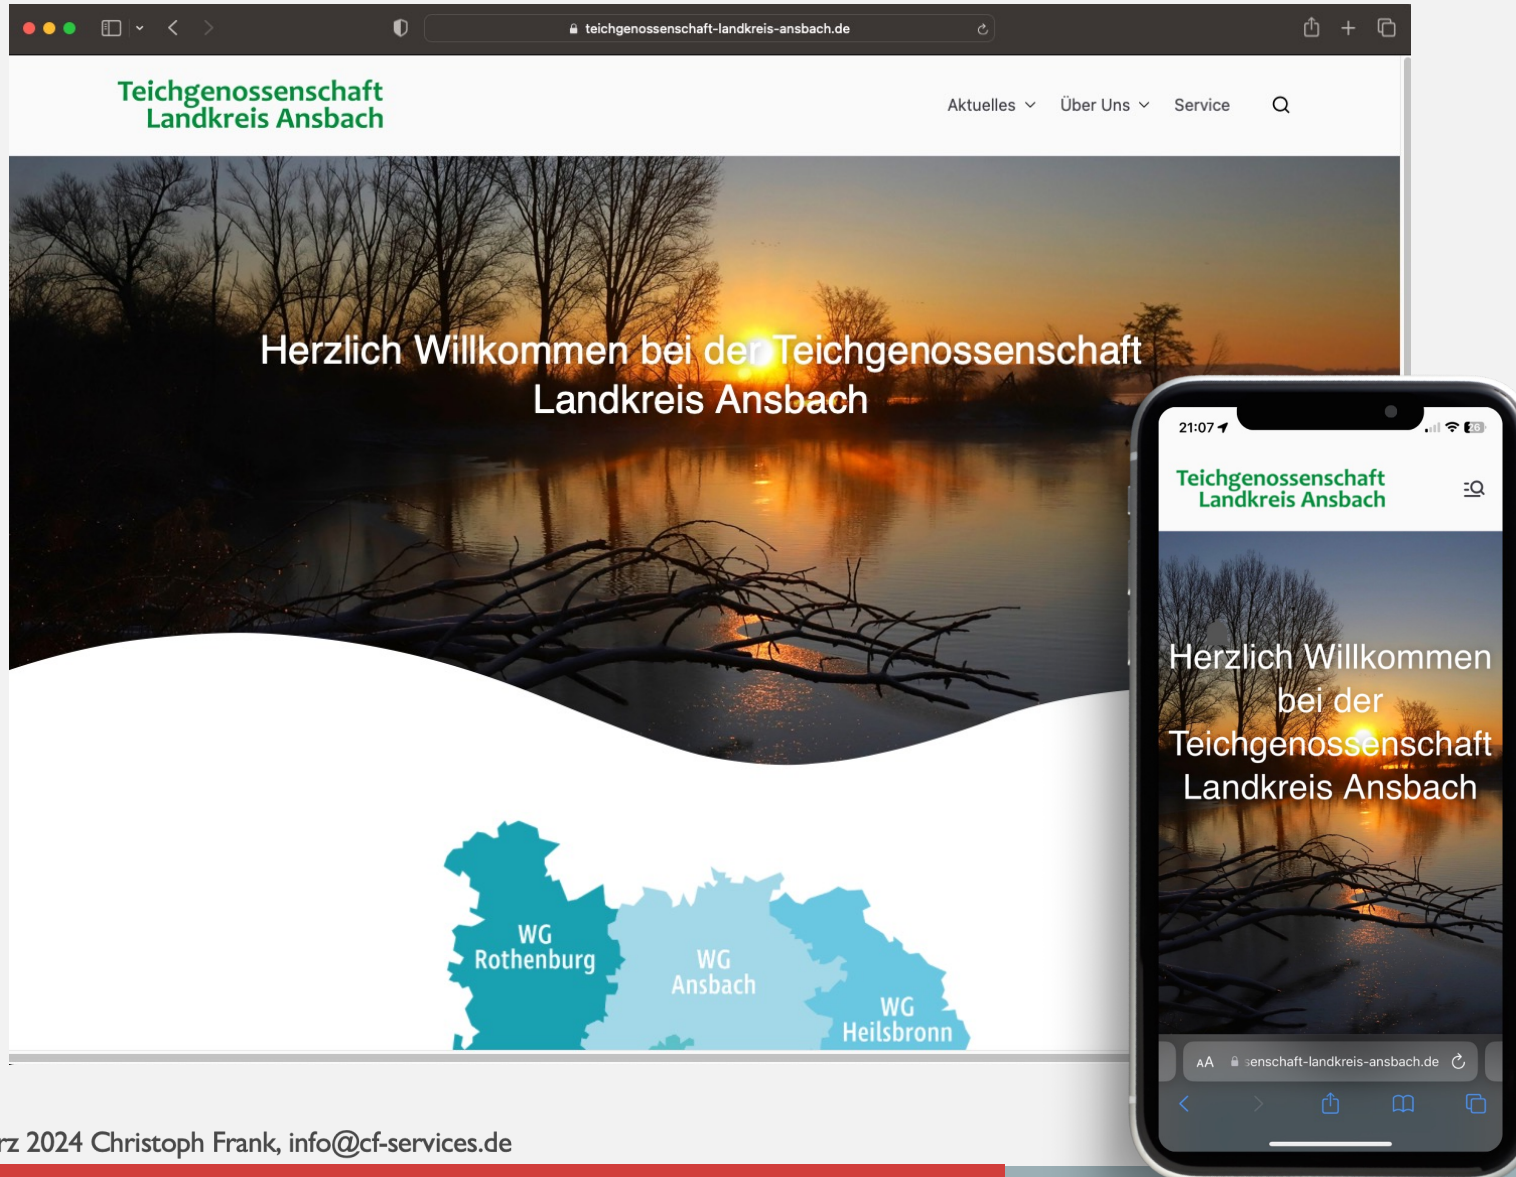 teichgenossenschaft-landkreis-ansbach.de
Teichgenossenschaft
Landkreis Ansbach
Aktuelles
Über Uns
Service
Herzlich Willkommen bei der Teichgenossenschaft
Landkreis Ansbach
WG
Rothenburg
WG
Ansbach
WG
Heilsbronn
21:07
26
Teichgenossenschaft
Landkreis Ansbach
Herzlich Willkommen
bei der
Teichgenossenschaft
Landkreis Ansbach
AA
senschaft-landkreis-ansbach.de
rz 2024 Christoph Frank, info@cf-services.de